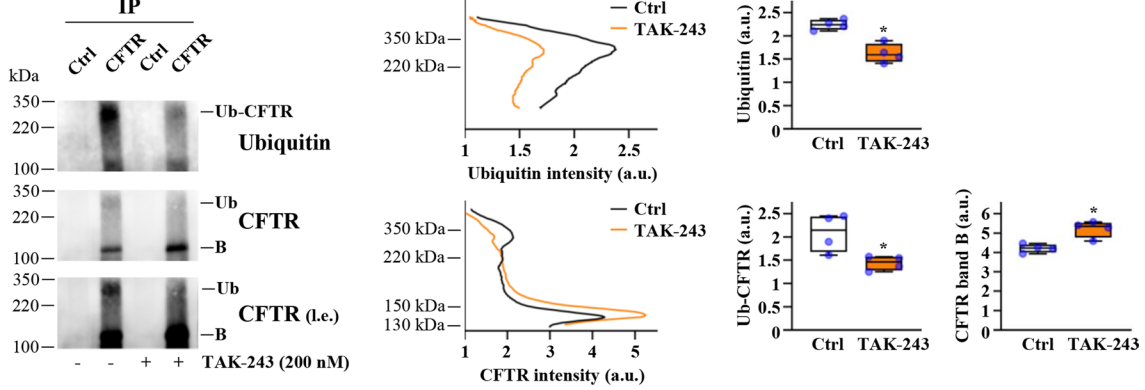 IP
Ctrl CFTR Ctrl CFTR
kDa
350
220
100
Ub-CFTR
Ubiquitin
350
220
100
Ub
CFTR
B
350
220
100
Ub
CFTR (l.e.)
B
- - + + TAK-243 (200 nM)
Ctrl
TAK-243
350 kDa
220 kDa
1 1.5 2 2.5
Ubiquitin intensity (a.u.)
Ctrl
TAK-243
350 kDa
220 kDa
150 kDa
130 kDa
1 2 3 4 5
CFTR intensity (a.u.)
Ubiquitin (a.u.)
2.5
2
1.5
1
0.5
0
*
Ctrl TAK-243
Ub-CFTR (a.u.)
2.5
2
1.5
1
0.5
0
*
Ctrl TAK-243
CFTR band B (a.u.)
6
5
4
3
2
1
0
*
Ctrl TAK-243